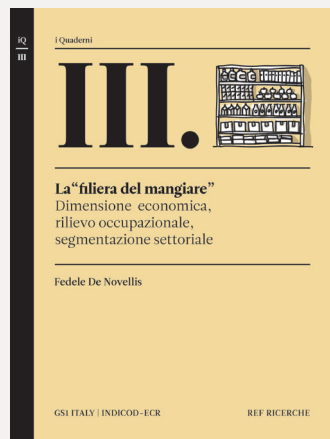 iQ
III
i Quaderni
III.
La “filiera del mangiare”
Dimensione economica,
rilievo occupazionale,
segmentazione settoriale
Fedele De Novellis
GS1 ITALY | INDICOD-ECR
REF RICERCHE